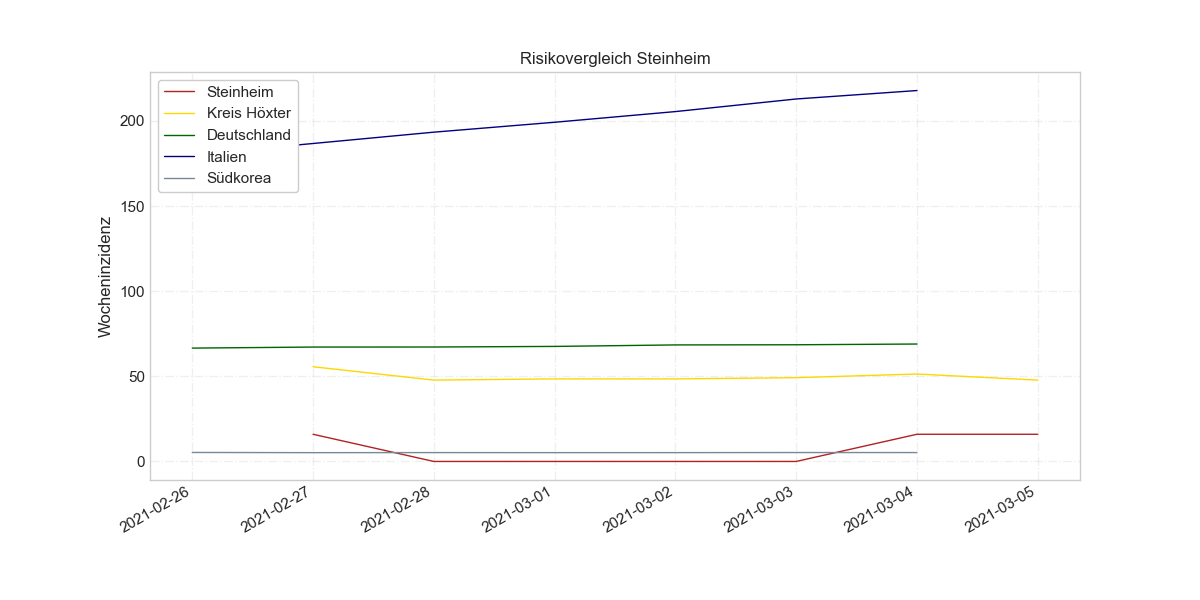 Risikovergleich Steinheim
Steinheim
Kreis Höxter
Deutschland
Italien
Südkorea
Wocheninzidenz
200
150
100
50
0
2021-02-26
2021-02-27
2021-02-28
2021-03-01
2021-03-02
2021-03-03
2021-03-04
2021-03-05